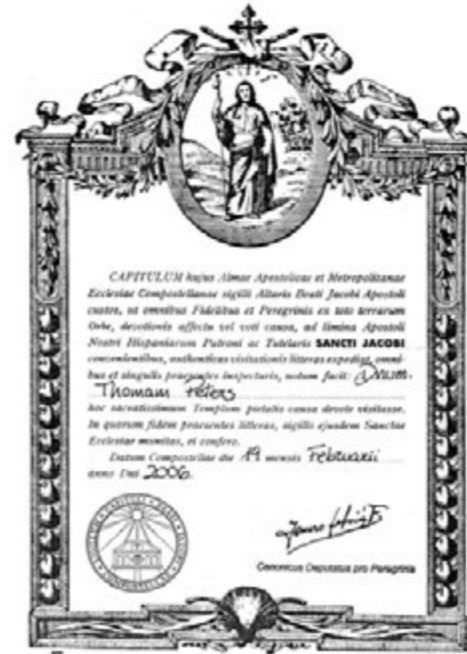 CAPITULUM hujus Almae Apostolicae et Metropolitanae
Ecclesiae Compostellanae sigilli Altaris Beati Jacobi Apostoli
custos, ut omnibus Fidelibus et Peregrinis ex toto terrarum
Orbe, devotionis affectu vel voti causa, ad limina Apostoli
Nostri Hispaniarum Patroni ac Tutelaris SANCTI JACOBI
convenientibus, authenticas visitationis litteras expediat, omni-
bus et singulis praesentes inspecturis, notum facit: Dnum.
Thomam Peters
hoc sacratissimum Templum pietatis causa devote visitasse.
In quorum fidem praesentes litteras, sigillo ejusdem Sanctae
Ecclesiae munitas, ei confero.
Datum Compostellae die 19 mensis Februarii
anno Dni 2006
Canonicus Deputatus pro Peregrinis